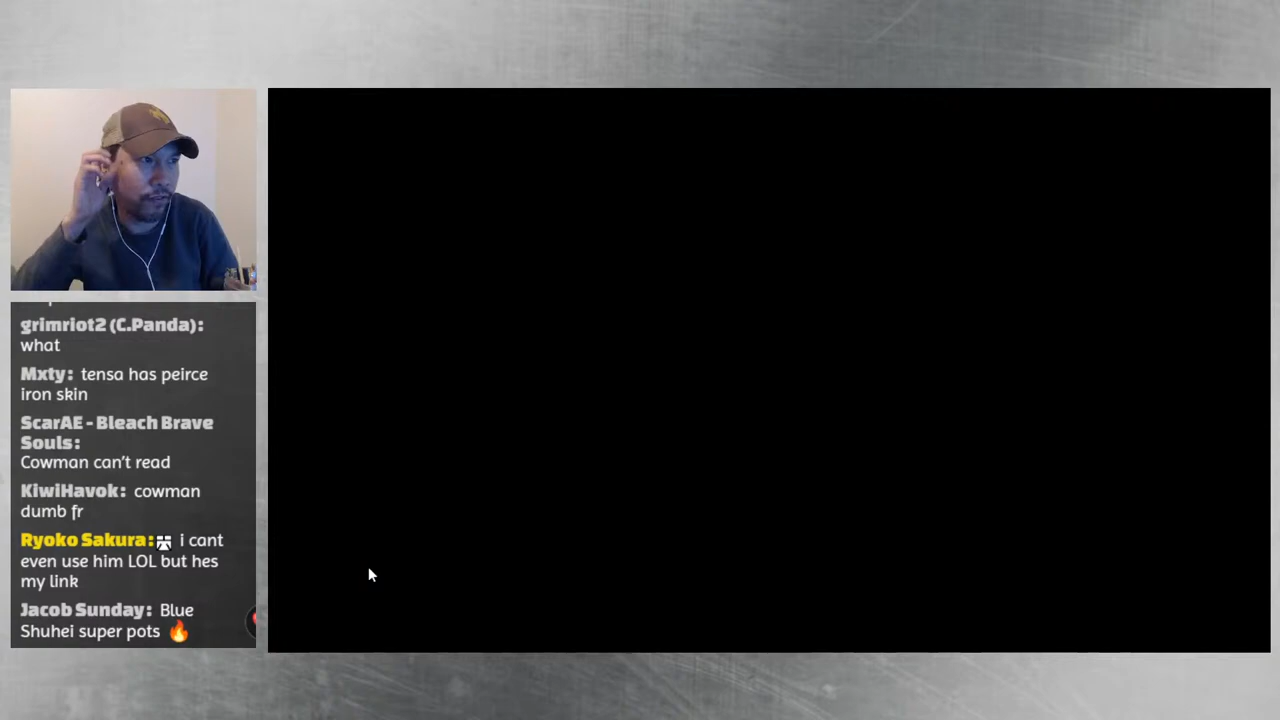 grimriot2 (C.Panda):
what
Mxty: tensa has peirce
iron skin
ScarAE - Bleach Brave
Souls:
Cowman can't read
KiwiHavok: cowman
dumb fr
Ryoko Sakura: i cant
even use him LOL but hes
my link
Jacob Sunday: Blue
Shuhei super pots 🔥